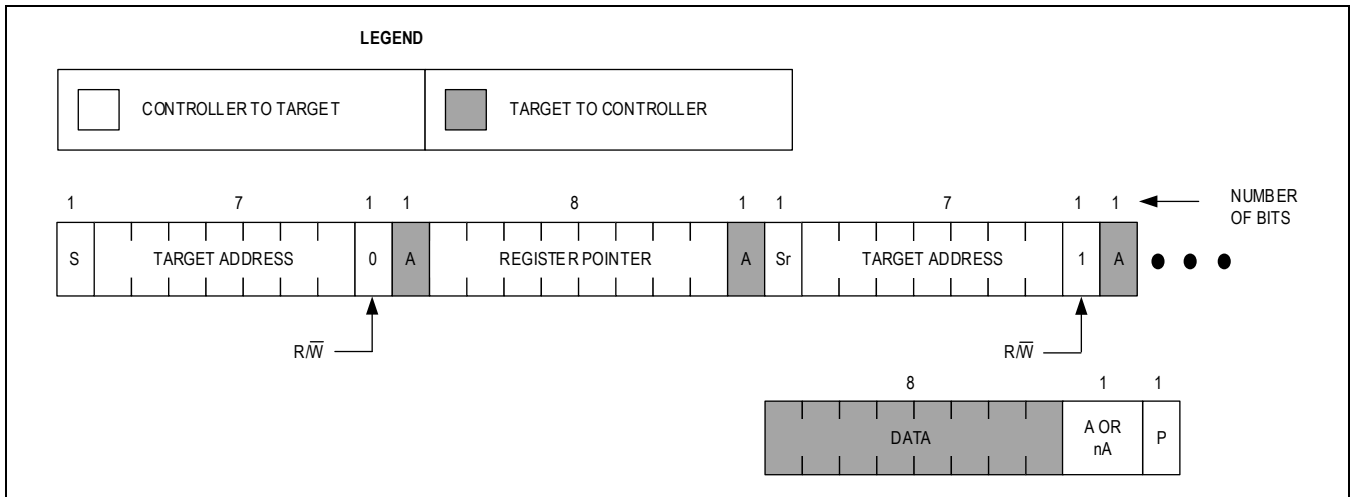 LEGEND
CONTROLLER TO TARGET
TARGET TO CONTROLLER
1 7 1 1 8 1 1 7 1 1
NUMBER
OF BITS
S TARGET ADDRESS 0 A REGISTER POINTER A Sr TARGET ADDRESS 1 A
R/W̅ R/W̅
8 1 1
DATA A OR
nA P